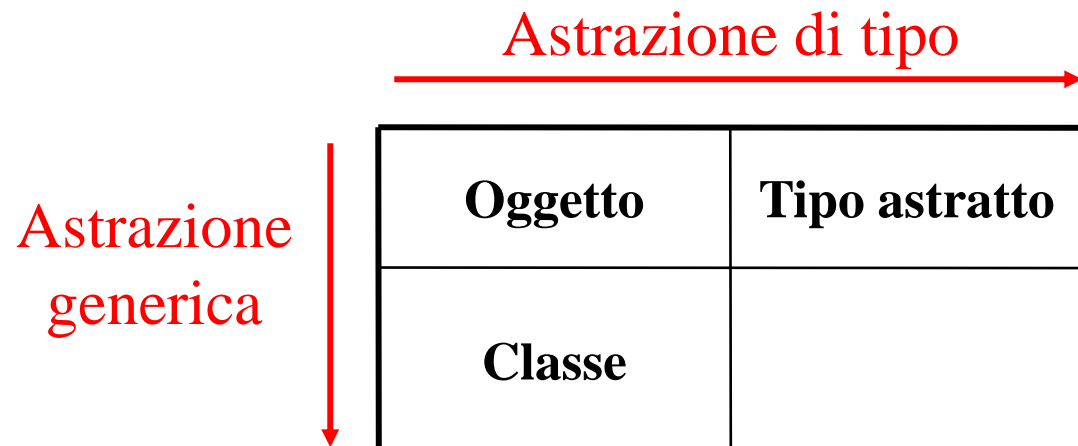 Astrazione di tipo
Oggetto
Tipo astratto
Astrazione
generica
Classe